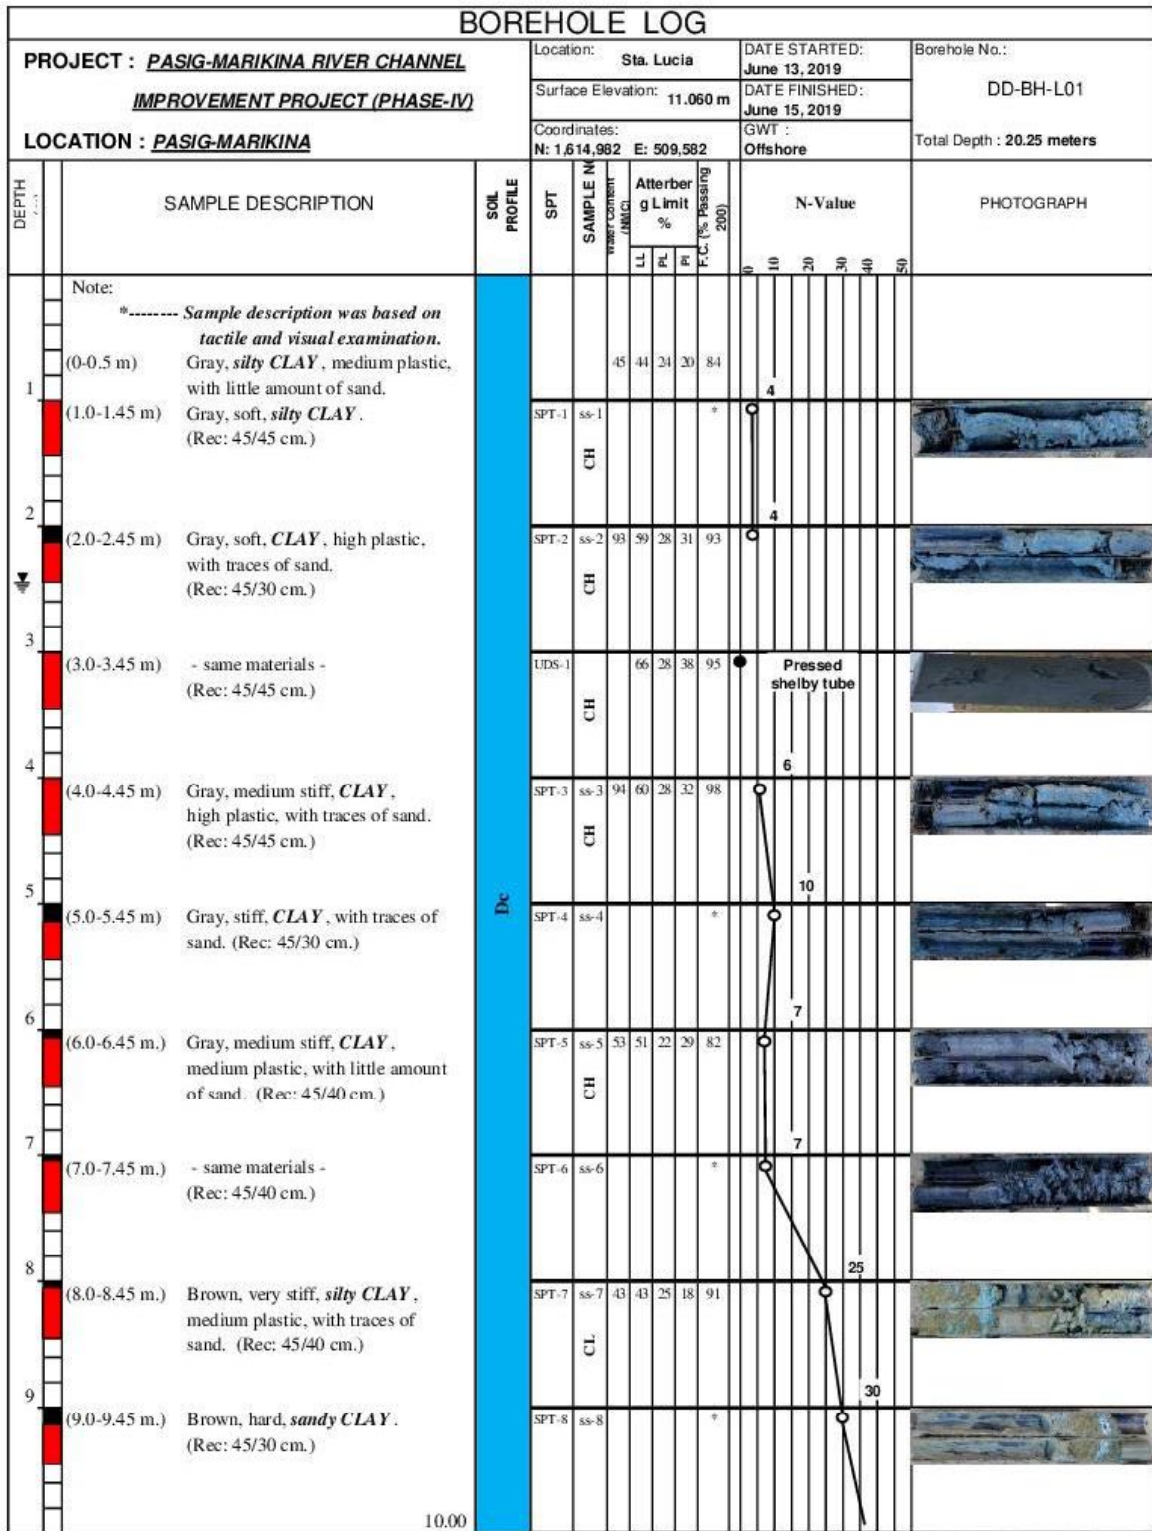 BOREHOLE LOG
PROJECT : PASIG-MARIKINA RIVER CHANNEL
IMPROVEMENT PROJECT (PHASE-IV)
LOCATION : PASIG-MARIKINA
Location: Sta. Lucia
Surface Elevation: 11.060 m
Coordinates:
N: 1,614,982 E: 509,582
DATE STARTED:
June 13, 2019
DATE FINISHED:
June 15, 2019
GWT :
Offshore
Borehole No.:
DD-BH-L01
Total Depth : 20.25 meters
DEPTH
SAMPLE DESCRIPTION
SOIL PROFILE
SPT
SAMPLE NO
Water Content (NMC)
Atterber
g Limit
%
LL PL PI
F.C. (% Passing 200)
N-Value
0 10 20 30 40 50
PHOTOGRAPH
Note:
*-------- Sample description was based on
tactile and visual examination.
(0-0.5 m) Gray, silty CLAY , medium plastic, 45 44 24 20 84
with little amount of sand.
1 4
(1.0-1.45 m) Gray, soft, silty CLAY . SPT-1 ss-1 *
(Rec: 45/45 cm.)
CH
2 4
(2.0-2.45 m) Gray, soft, CLAY , high plastic, SPT-2 ss-2 93 59 28 31 93
with traces of sand.
(Rec: 45/30 cm.) CH
3
(3.0-3.45 m) - same materials - UDS-1 66 28 38 95 Pressed
(Rec: 45/45 cm.) shelby tube
CH
4 6
(4.0-4.45 m) Gray, medium stiff, CLAY , SPT-3 ss-3 94 60 28 32 98
high plastic, with traces of sand.
(Rec: 45/45 cm.) CH
5 10
Dc
(5.0-5.45 m) Gray, stiff, CLAY , with traces of SPT-4 ss-4 *
sand. (Rec: 45/30 cm.)
6 7
(6.0-6.45 m.) Gray, medium stiff, CLAY , SPT-5 ss-5 53 51 22 29 82
medium plastic, with little amount
of sand. (Rec: 45/40 cm.) CH
7 7
(7.0-7.45 m.) - same materials - SPT-6 ss-6 *
(Rec: 45/40 cm.)
8 25
(8.0-8.45 m.) Brown, very stiff, silty CLAY , SPT-7 ss-7 43 43 25 18 91
medium plastic, with traces of
sand. (Rec: 45/40 cm.) CL
9 30
(9.0-9.45 m.) Brown, hard, sandy CLAY . SPT-8 ss-8 *
(Rec: 45/30 cm.)
10.00